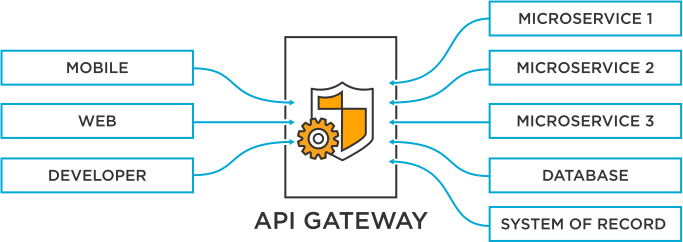 MOBILE
WEB
DEVELOPER
API GATEWAY
MICROSERVICE 1
MICROSERVICE 2
MICROSERVICE 3
DATABASE
SYSTEM OF RECORD